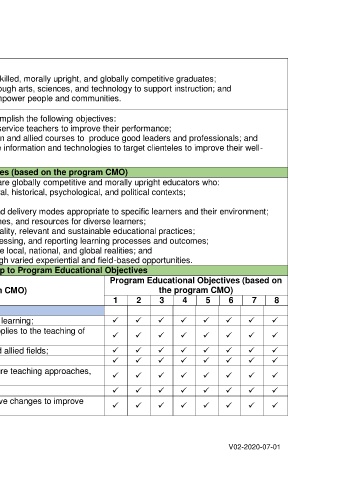 killed, morally upright, and globally competitive graduates;
ough arts, sciences, and technology to support instruction; and
mpower people and communities.
mplish the following objectives:
service teachers to improve their performance;
n and allied courses to produce good leaders and professionals; and
e information and technologies to target clienteles to improve their well-
es (based on the program CMO)
are globally competitive and morally upright educators who:
al, historical, psychological, and political contexts;
nd delivery modes appropriate to specific learners and their environment;
nes, and resources for diverse learners;
ality, relevant and sustainable educational practices;
essing, and reporting learning processes and outcomes;
e local, national, and global realities; and
gh varied experiential and field-based opportunities.
p to Program Educational Objectives
m CMO)
Program Educational Objectives (based on
the program CMO)
1 2 3 4 5 6 7 8
learning; ✓ ✓ ✓ ✓ ✓ ✓ ✓ ✓
plies to the teaching of ✓ ✓ ✓ ✓ ✓ ✓ ✓ ✓
d allied fields; ✓ ✓ ✓ ✓ ✓ ✓ ✓ ✓
✓ ✓ ✓ ✓ ✓ ✓ ✓ ✓
re teaching approaches, ✓ ✓ ✓ ✓ ✓ ✓ ✓ ✓
✓ ✓ ✓ ✓ ✓ ✓ ✓ ✓
ve changes to improve ✓ ✓ ✓ ✓ ✓ ✓ ✓ ✓
V02-2020-07-01